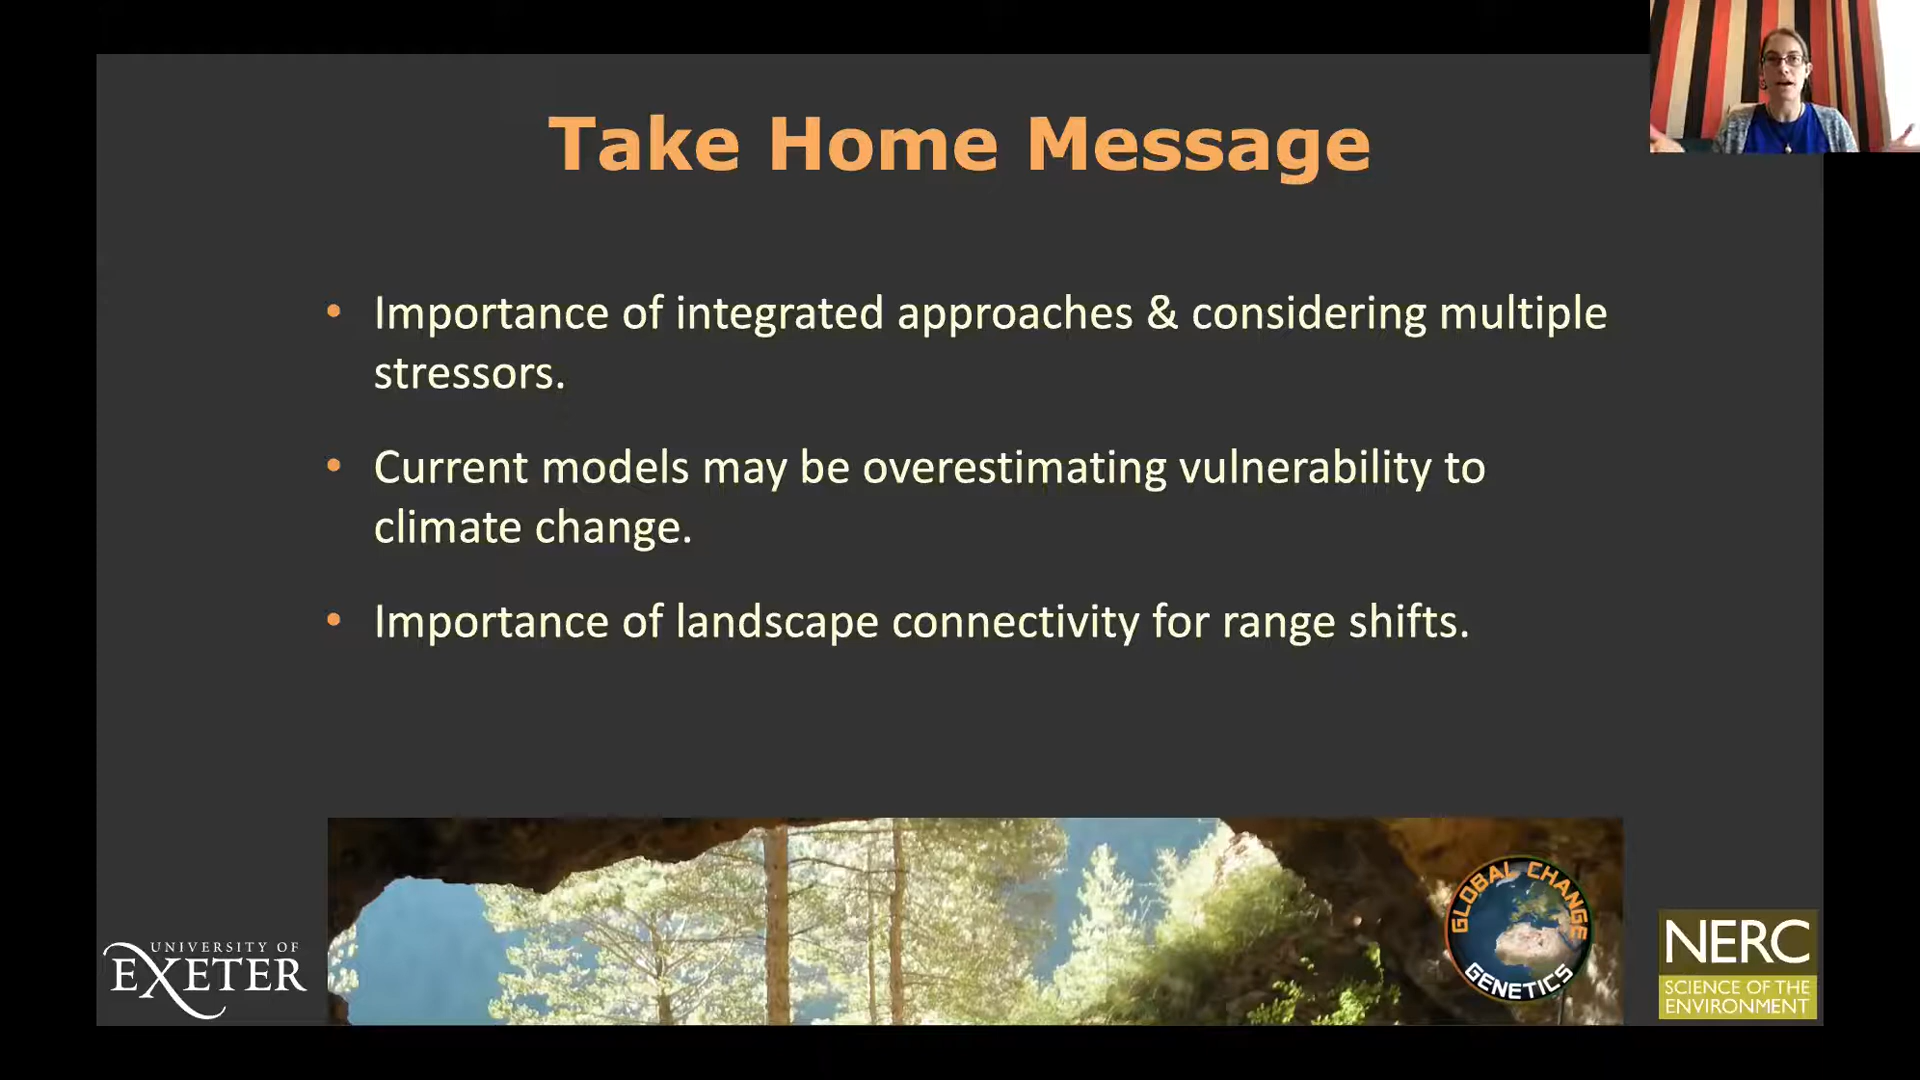 Take Home Message
• Importance of integrated approaches & considering multiple
stressors.
• Current models may be overestimating vulnerability to
climate change.
• Importance of landscape connectivity for range shifts.
UNIVERSITY OF
EXETER
GLOBAL CHANGE
GENETICS
NERC
SCIENCE OF THE
ENVIRONMENT